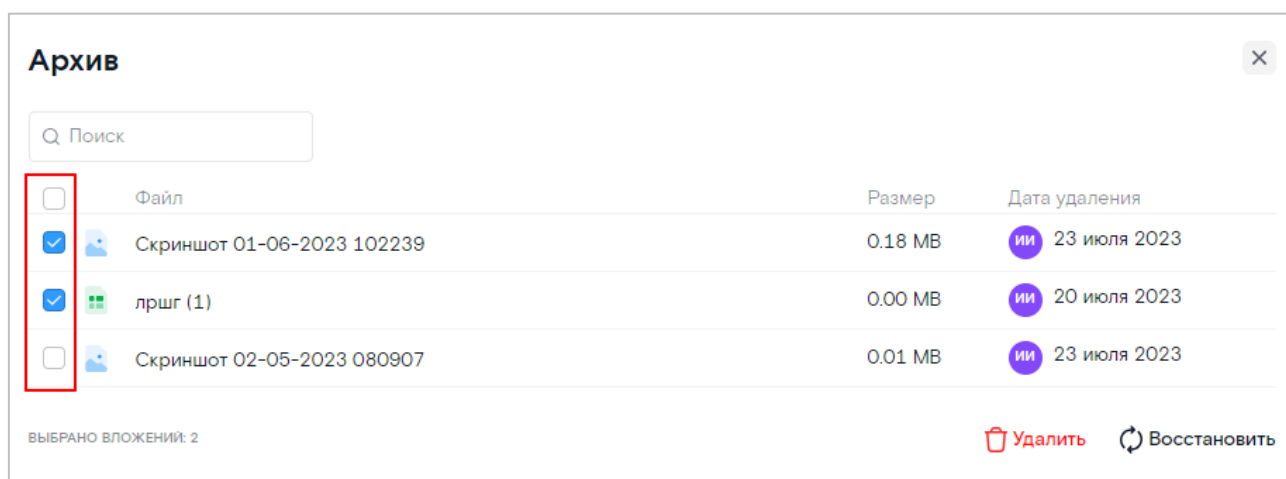 Архив
Поиск
Файл Размер Дата удаления
Скриншот 01-06-2023 102239 0.18 MB ИИ 23 июля 2023
лршг (1) 0.00 MB ИИ 20 июля 2023
Скриншот 02-05-2023 080907 0.01 MB ИИ 23 июля 2023
ВЫБРАНО ВЛОЖЕНИЙ: 2 Удалить Восстановить